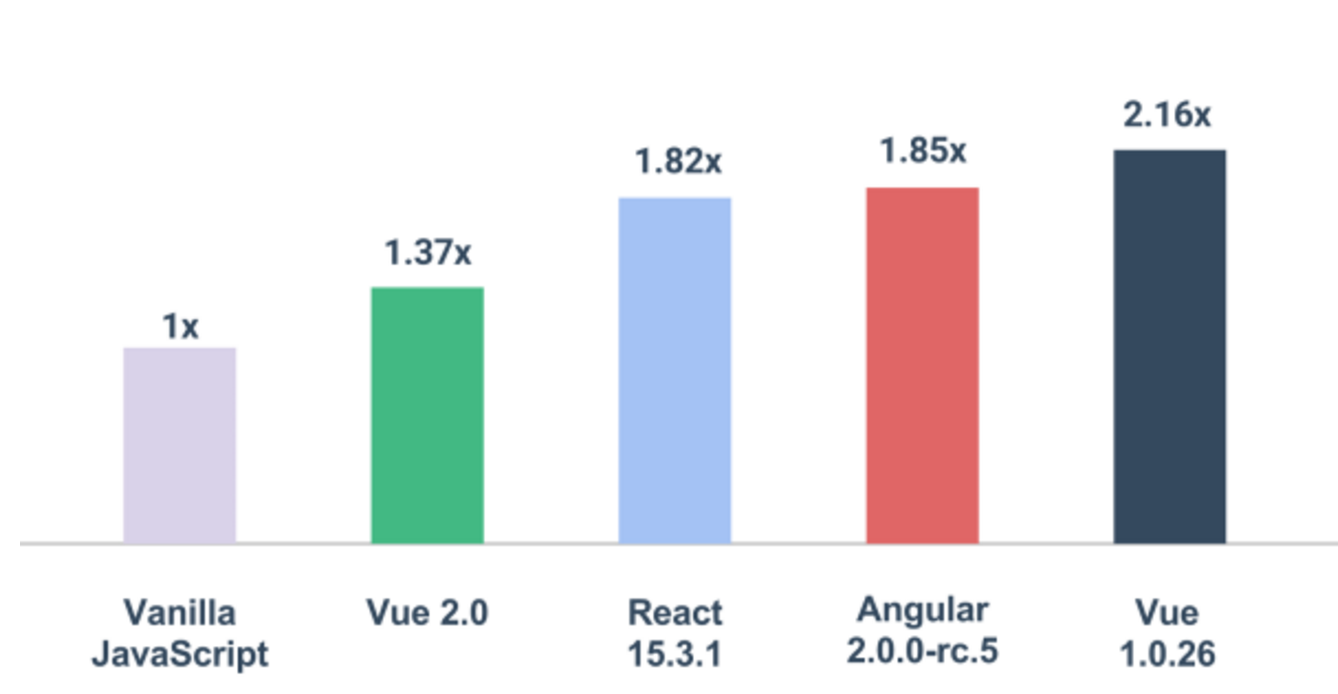 2.16x
1.85x
1.82x
1.37x
1x
Vanilla
JavaScript
Vue 2.0
React
15.3.1
Angular
2.0.0-rc.5
Vue
1.0.26